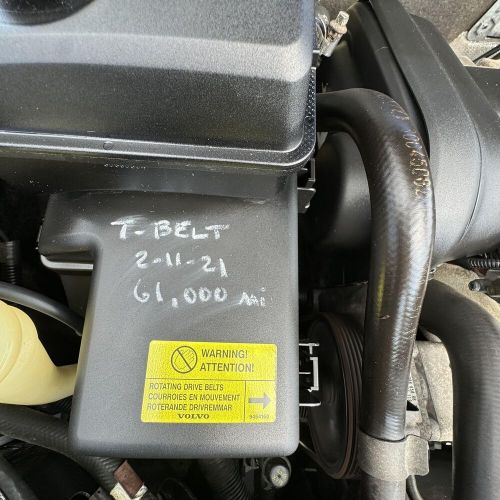 T-BELT
2-11-21
61,000 mi
WARNING!
ATTENTION!
ROTATING DRIVE BELTS
COURROIES EN MOUVEMENT
ROTERANDE DRIVREMMAR
VOLVO